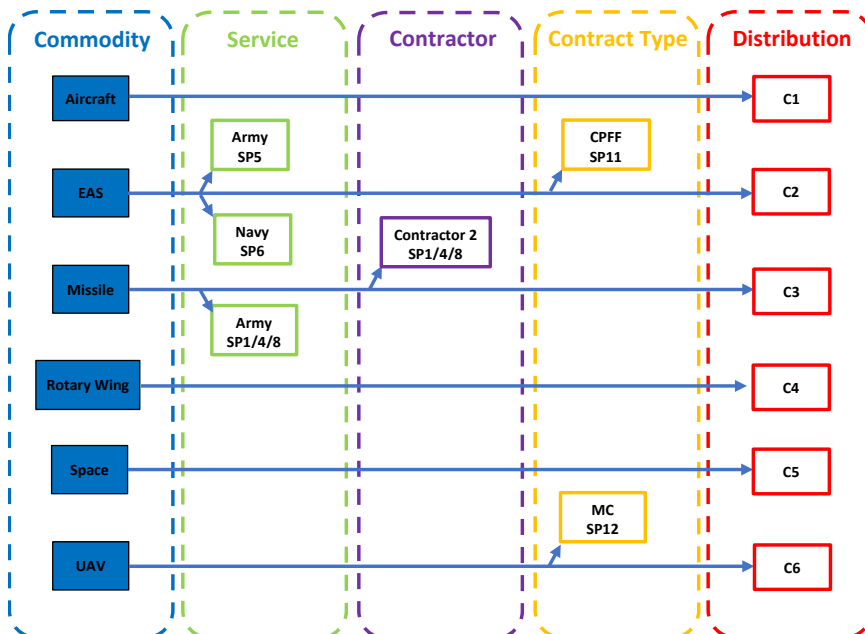 Commodity
Service
Contractor
Contract Type
Distribution
Aircraft
C1
Army
SP5
CPFF
SP11
EAS
C2
Navy
SP6
Contractor 2
SP1/4/8
Missile
C3
Army
SP1/4/8
Rotary Wing
C4
Space
C5
MC
SP12
UAV
C6